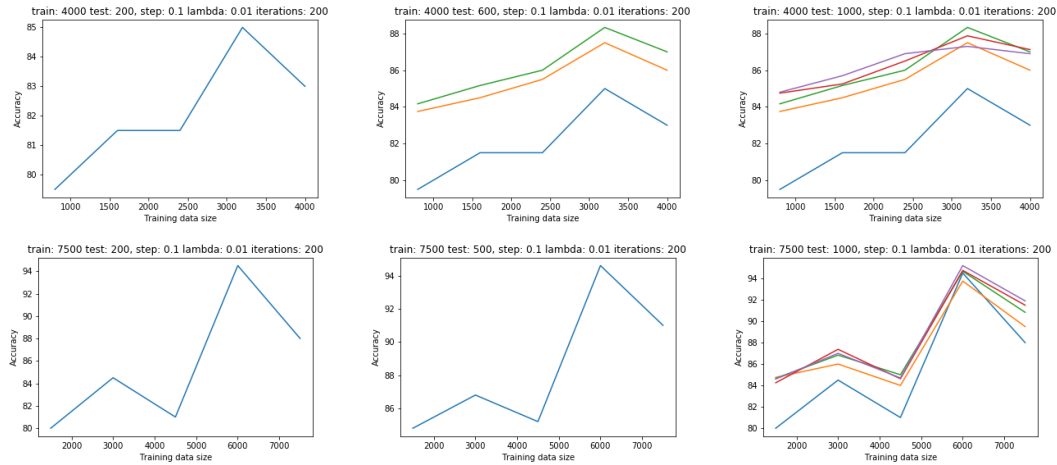 train: 4000 test: 200, step: 0.1 lambda: 0.01 iterations: 200
85
84
83
82
81
80
Accuracy
1000 1500 2000 2500 3000 3500 4000
Training data size
train: 4000 test: 600, step: 0.1 lambda: 0.01 iterations: 200
88
86
84
82
80
Accuracy
1000 1500 2000 2500 3000 3500 4000
Training data size
train: 4000 test: 1000, step: 0.1 lambda: 0.01 iterations: 200
88
86
84
82
80
Accuracy
1000 1500 2000 2500 3000 3500 4000
Training data size
train: 7500 test: 200, step: 0.1 lambda: 0.01 iterations: 200
94
92
90
88
86
84
82
80
Accuracy
2000 3000 4000 5000 6000 7000
Training data size
train: 7500 test: 500, step: 0.1 lambda: 0.01 iterations: 200
94
92
90
88
86
Accuracy
2000 3000 4000 5000 6000 7000
Training data size
train: 7500 test: 1000, step: 0.1 lambda: 0.01 iterations: 200
94
92
90
88
86
84
82
80
Accuracy
2000 3000 4000 5000 6000 7000
Training data size